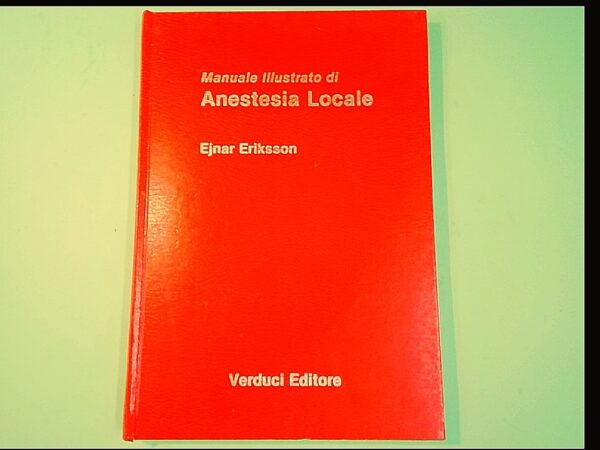 Manuale Illustrato di
Anestesia Locale
Ejnar Eriksson
Verduci Editore